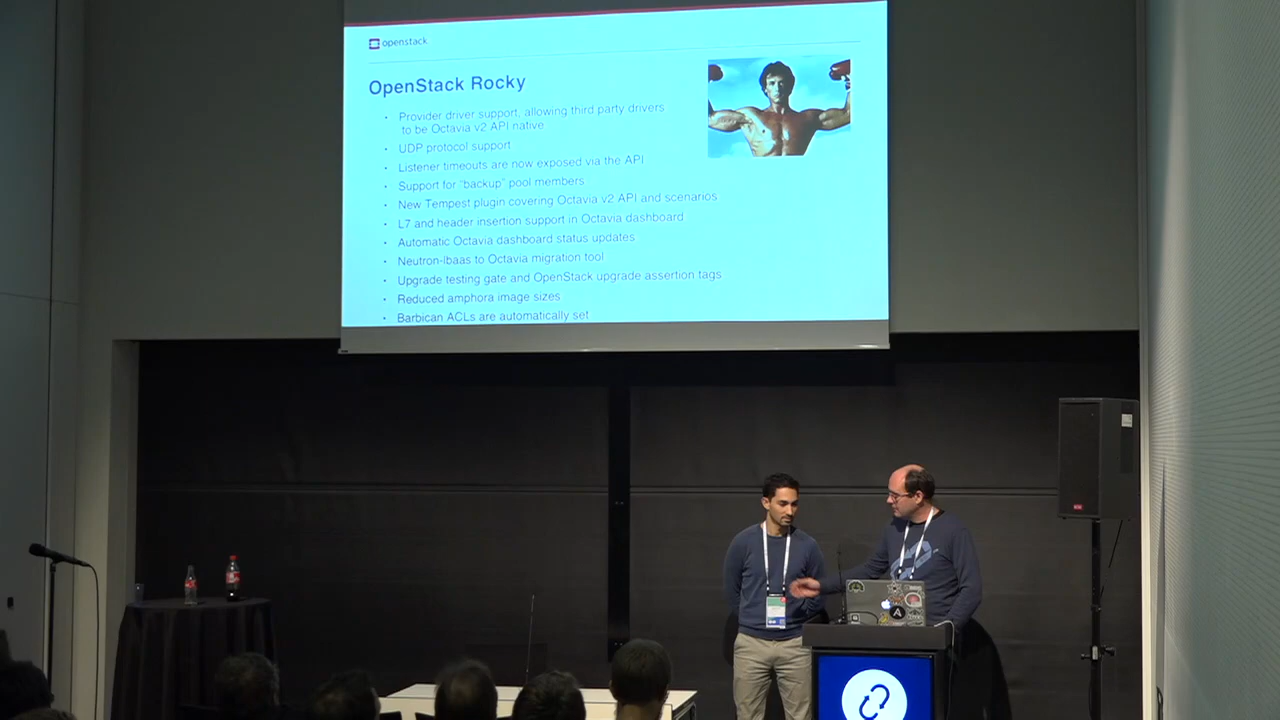 openstack.
OpenStack Rocky
• Provider driver support, allowing third party drivers
to be Octavia v2 API native
• UDP protocol support
• Listener timeouts are now exposed via the API
• Support for "backup" pool members
• New Tempest plugin covering Octavia v2 API and scenarios
• L7 and header insertion support in Octavia dashboard
• Automatic Octavia dashboard status updates
• Neutron-lbaas to Octavia migration tool
• Upgrade testing gate and OpenStack upgrade assertion tags
• Reduced amphora image sizes
• Barbican ACLs are automatically set